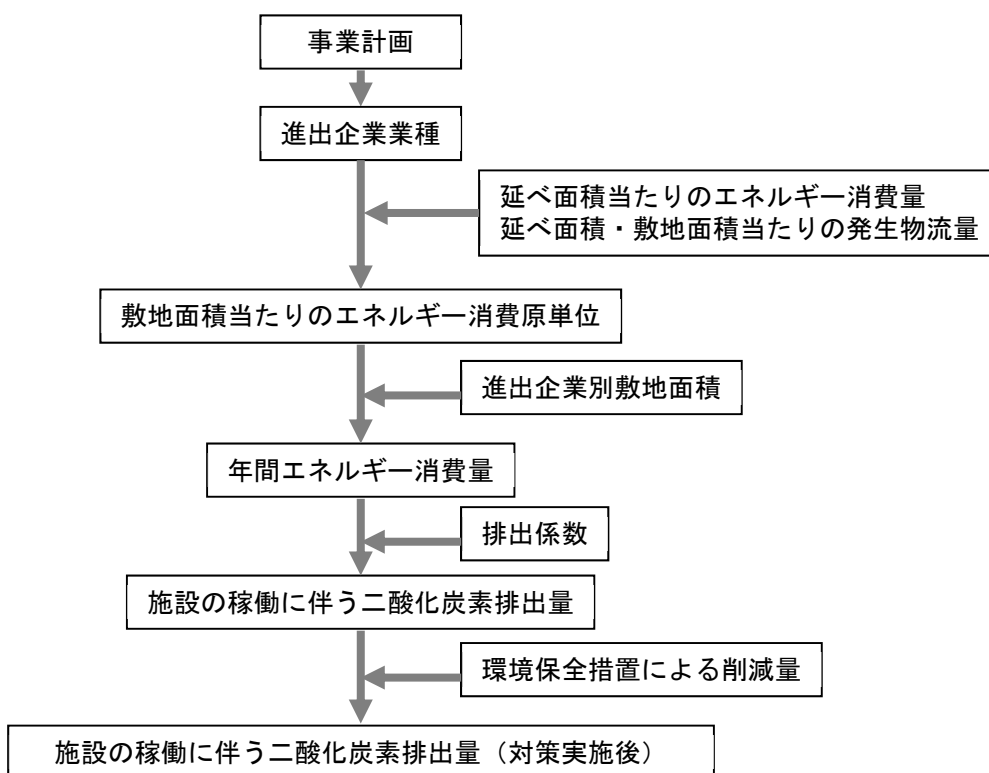 事業計画
進出企業業種
延べ面積当たりのエネルギー消費量
延べ面積・敷地面積当たりの発生物流量
敷地面積当たりのエネルギー消費原単位
進出企業別敷地面積
年間エネルギー消費量
排出係数
施設の稼働に伴う二酸化炭素排出量
環境保全措置による削減量
施設の稼働に伴う二酸化炭素排出量（対策実施後）